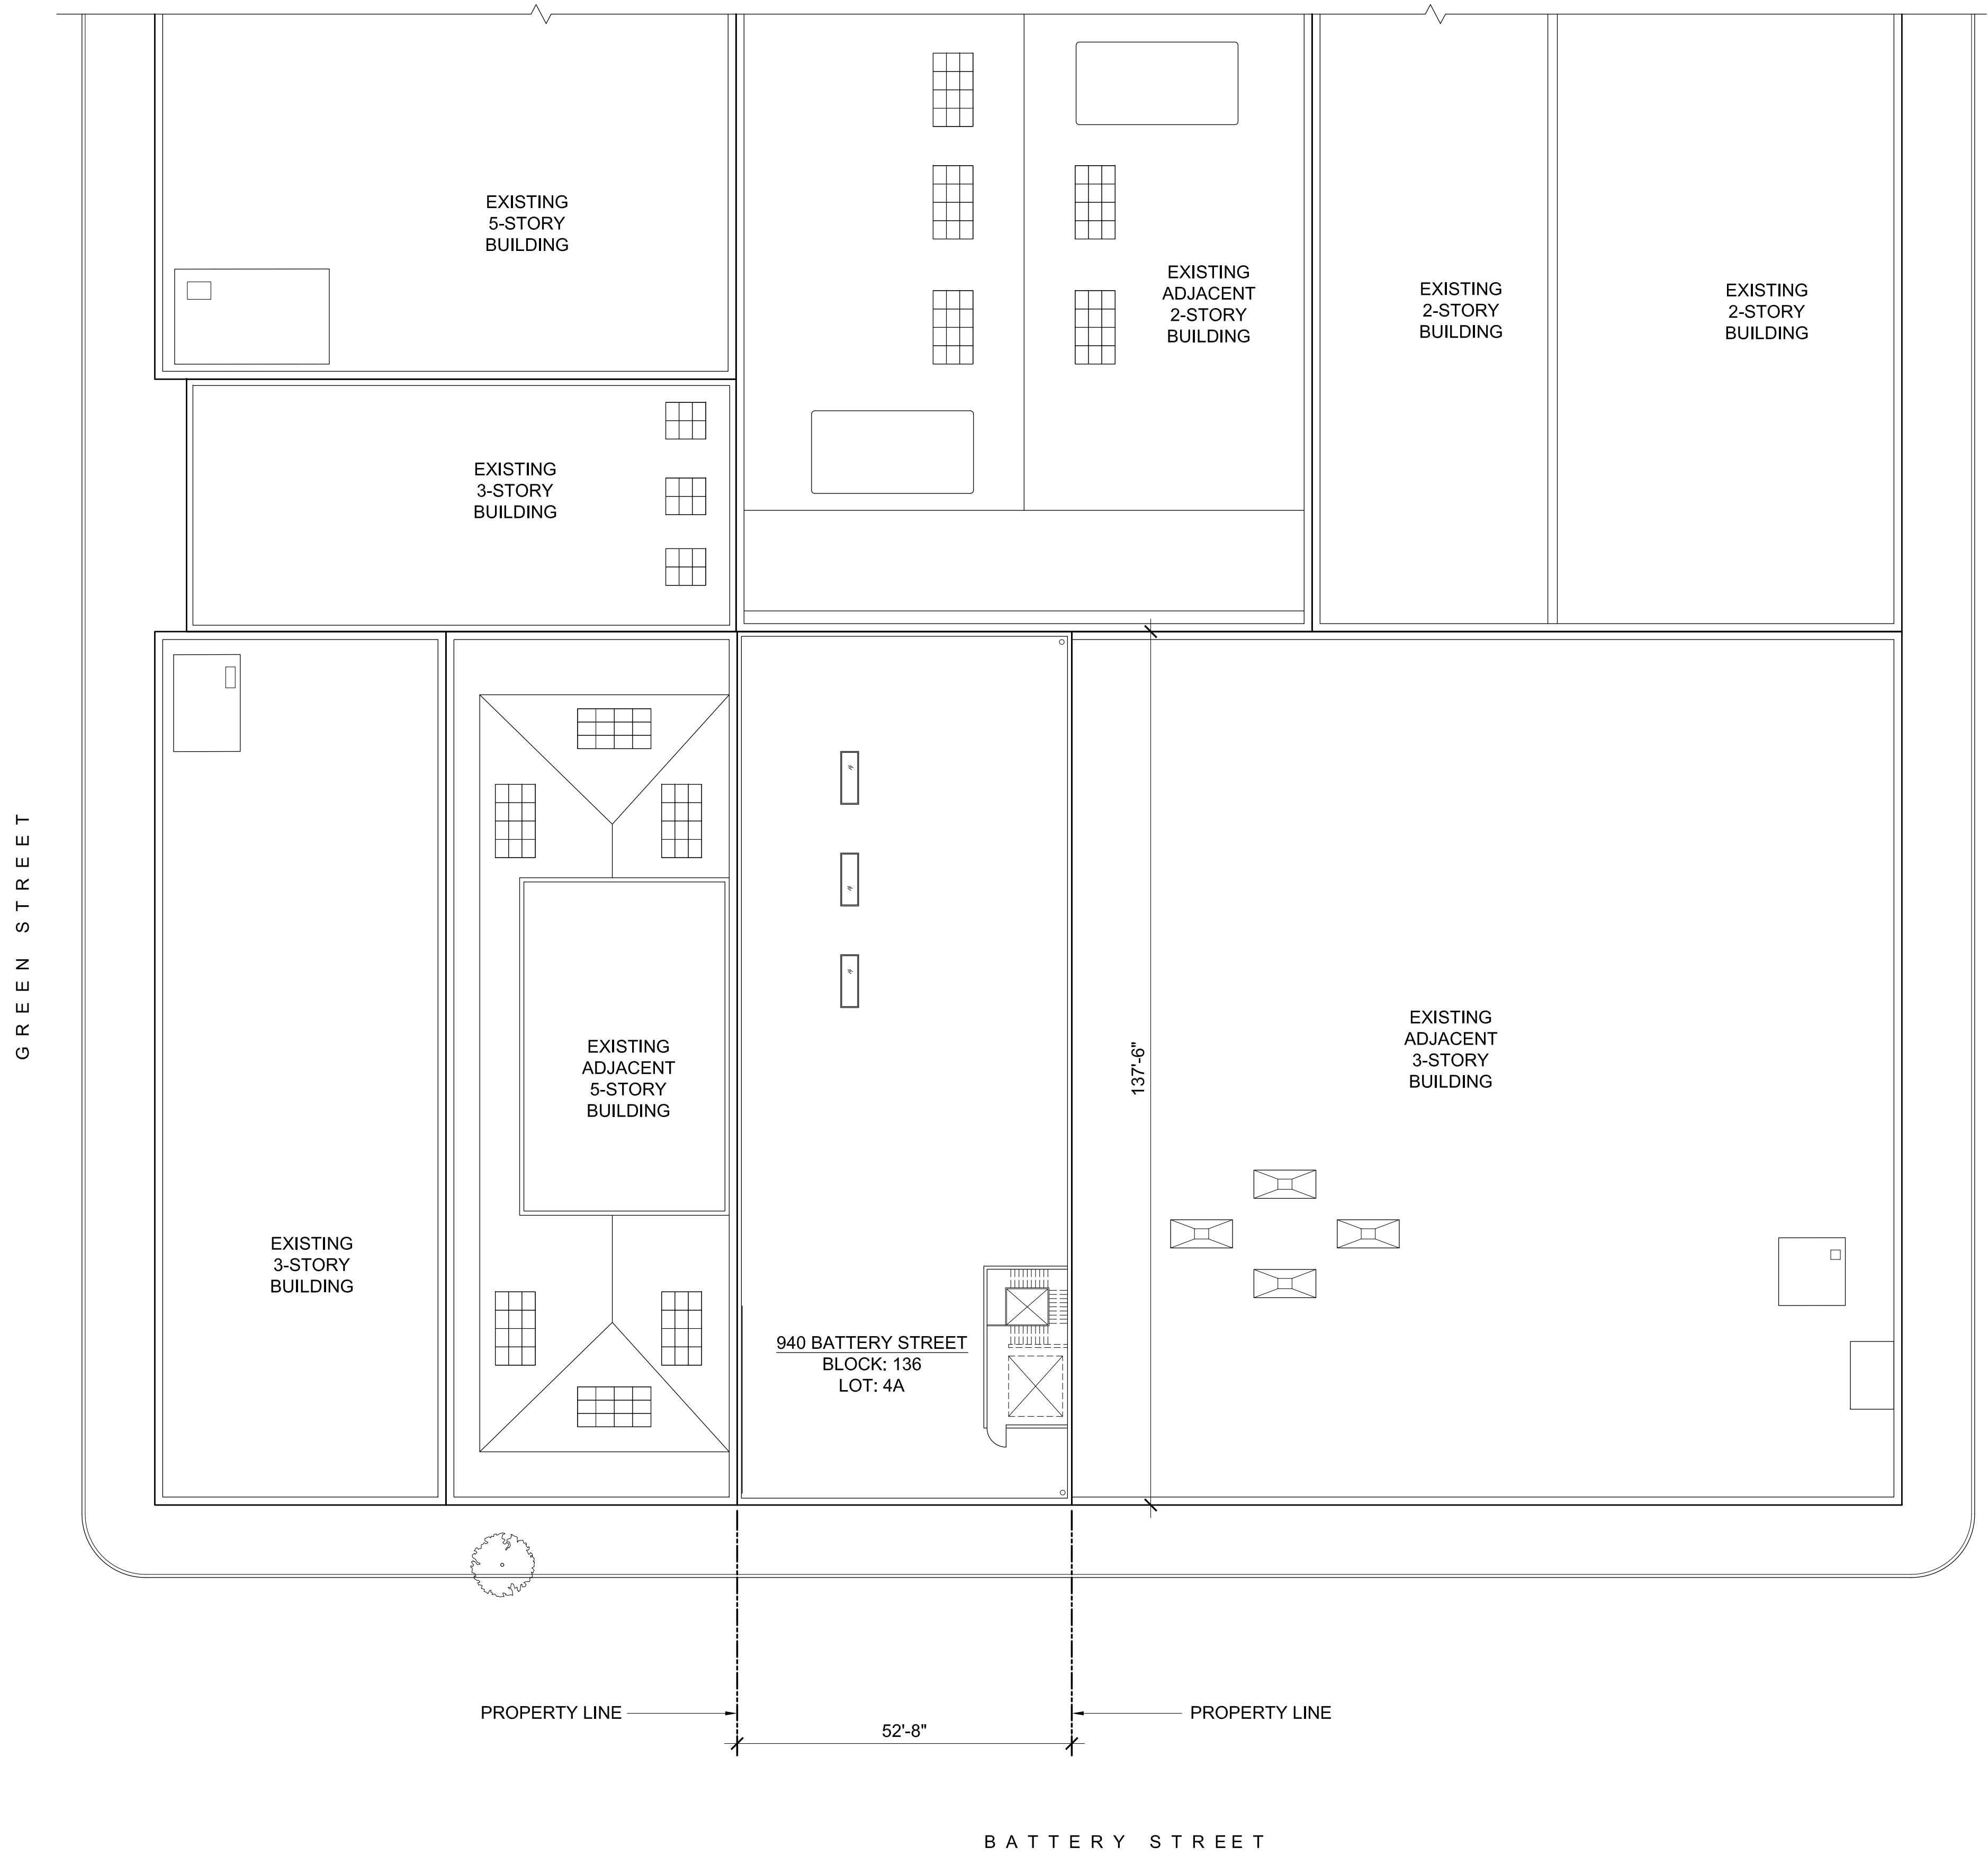 EXISTING
5-STORY
BUILDING
EXISTING
ADJACENT
2-STORY
BUILDING
EXISTING
2-STORY
BUILDING
EXISTING
2-STORY
BUILDING
EXISTING
3-STORY
BUILDING
GREEN STREET
EXISTING
ADJACENT
5-STORY
BUILDING
137'-6"
EXISTING
ADJACENT
3-STORY
BUILDING
EXISTING
3-STORY
BUILDING
940 BATTERY STREET
BLOCK: 136
LOT: 4A
PROPERTY LINE
PROPERTY LINE
52'-8"
BATTERY STREET